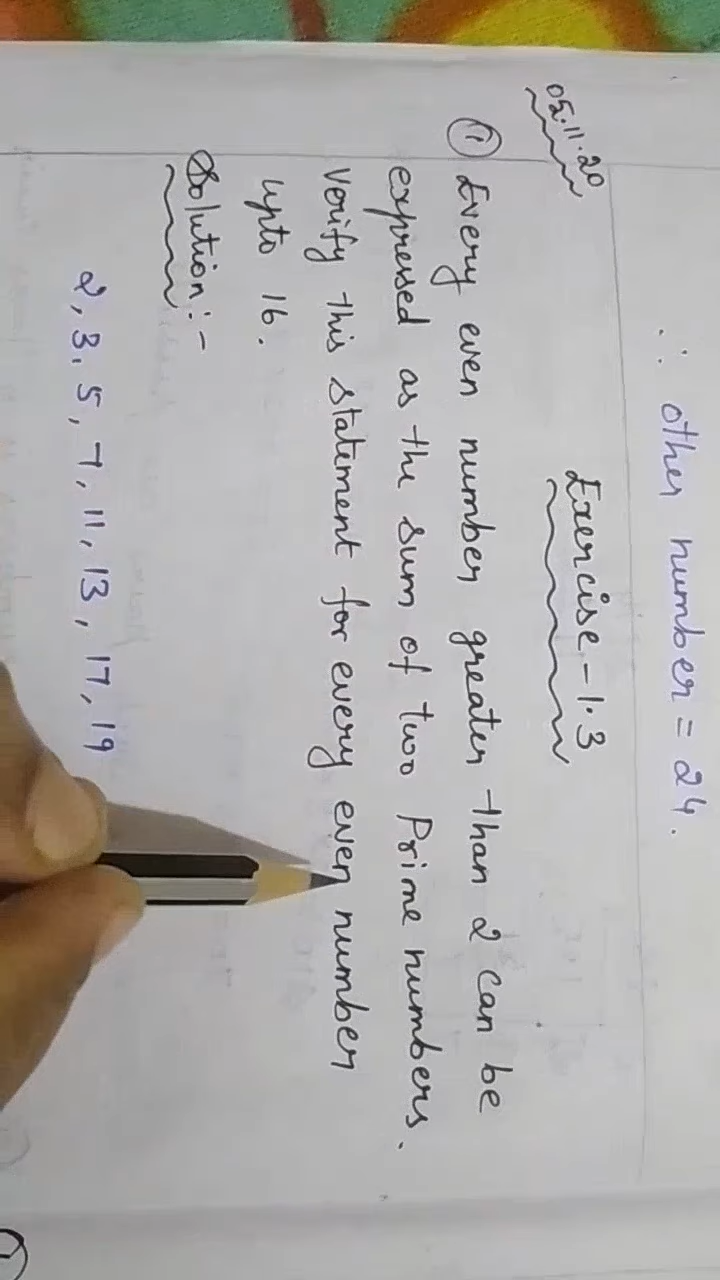 ∴ other number = 24.
05.11.20
Exercise - 1.3
① Every even number greater than 2 can be
expressed as the sum of two Prime numbers.
Verify this statement for every even number
upto 16.
Solution :-
2, 3, 5, 7, 11, 13, 17, 19